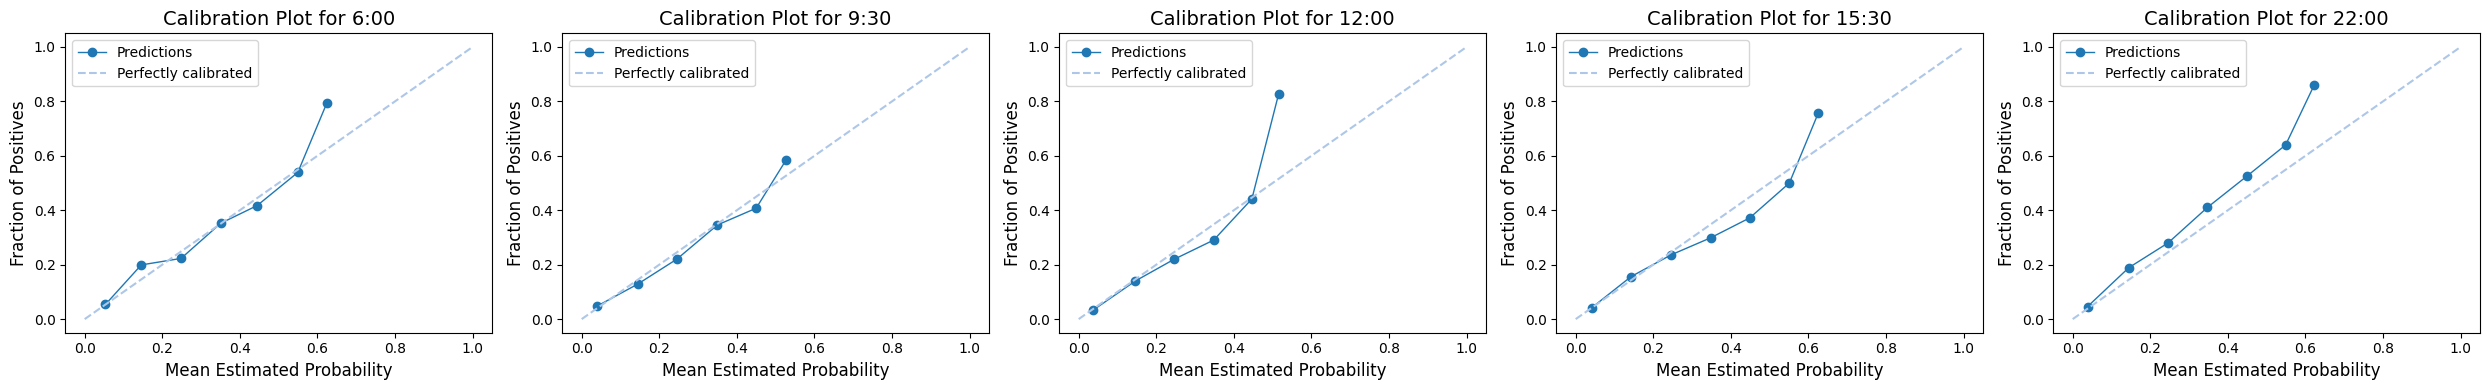 Calibration Plot for 6:00
Predictions
Perfectly calibrated
Fraction of Positives
1.0
0.8
0.6
0.4
0.2
0.0
0.0 0.2 0.4 0.6 0.8 1.0
Mean Estimated Probability
Calibration Plot for 9:30
Predictions
Perfectly calibrated
Fraction of Positives
1.0
0.8
0.6
0.4
0.2
0.0
0.0 0.2 0.4 0.6 0.8 1.0
Mean Estimated Probability
Calibration Plot for 12:00
Predictions
Perfectly calibrated
Fraction of Positives
1.0
0.8
0.6
0.4
0.2
0.0
0.0 0.2 0.4 0.6 0.8 1.0
Mean Estimated Probability
Calibration Plot for 15:30
Predictions
Perfectly calibrated
Fraction of Positives
1.0
0.8
0.6
0.4
0.2
0.0
0.0 0.2 0.4 0.6 0.8 1.0
Mean Estimated Probability
Calibration Plot for 22:00
Predictions
Perfectly calibrated
Fraction of Positives
1.0
0.8
0.6
0.4
0.2
0.0
0.0 0.2 0.4 0.6 0.8 1.0
Mean Estimated Probability